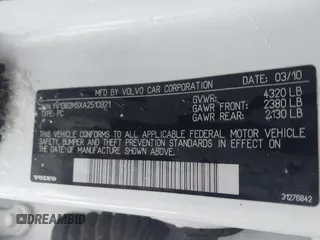 MFD BY VOLVO CAR CORPORATION
DATE: 03/10
TYPE: PC
GVWR: 4320 LB
GAWR FRONT: 2380 LB
GAWR REAR: 2130 LB
THIS VEHICLE CONFORMS TO ALL APPLICABLE FEDERAL MOTOR VEHICLE
SAFETY, BUMPER AND THEFT PREVENTION STANDARDS IN EFFECT ON THE
DATE OF MANUFACTURE SHOWN ABOVE.
VOLVO
31276842
DREAMBID